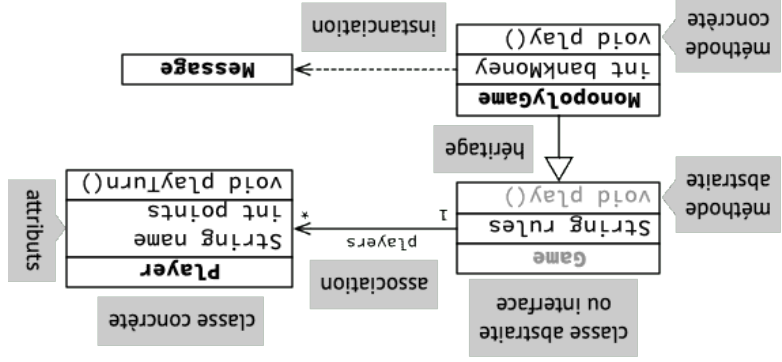 classe abstraite
ou interface
classe concrète
Game
String rules
void play()
association
players
1
*
Player
String name
int points
void playTurn()
attributs
méthode
abstraite
héritage
MonopolyGame
int bankMoney
void play()
méthode
concrète
instanciation
Message